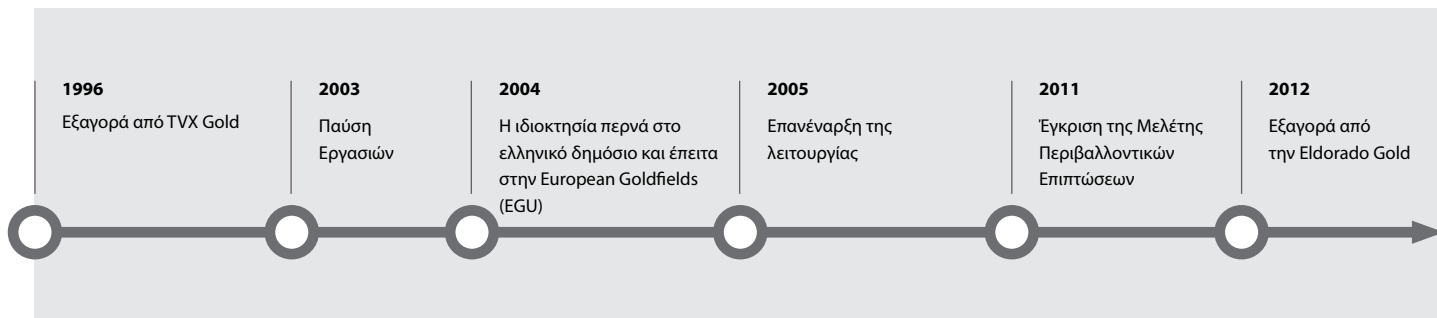 1996
Εξαγορά από TVX Gold
2003
Παύση
Εργασιών
2004
Η ιδιοκτησία περνά στο
ελληνικό δημόσιο και έπειτα
στην European Goldfields
(EGU)
2005
Επανέναρξη της
λειτουργίας
2011
Έγκριση της Μελέτης
Περιβαλλοντικών
Επιπτώσεων
2012
Εξαγορά από
την Eldorado Gold